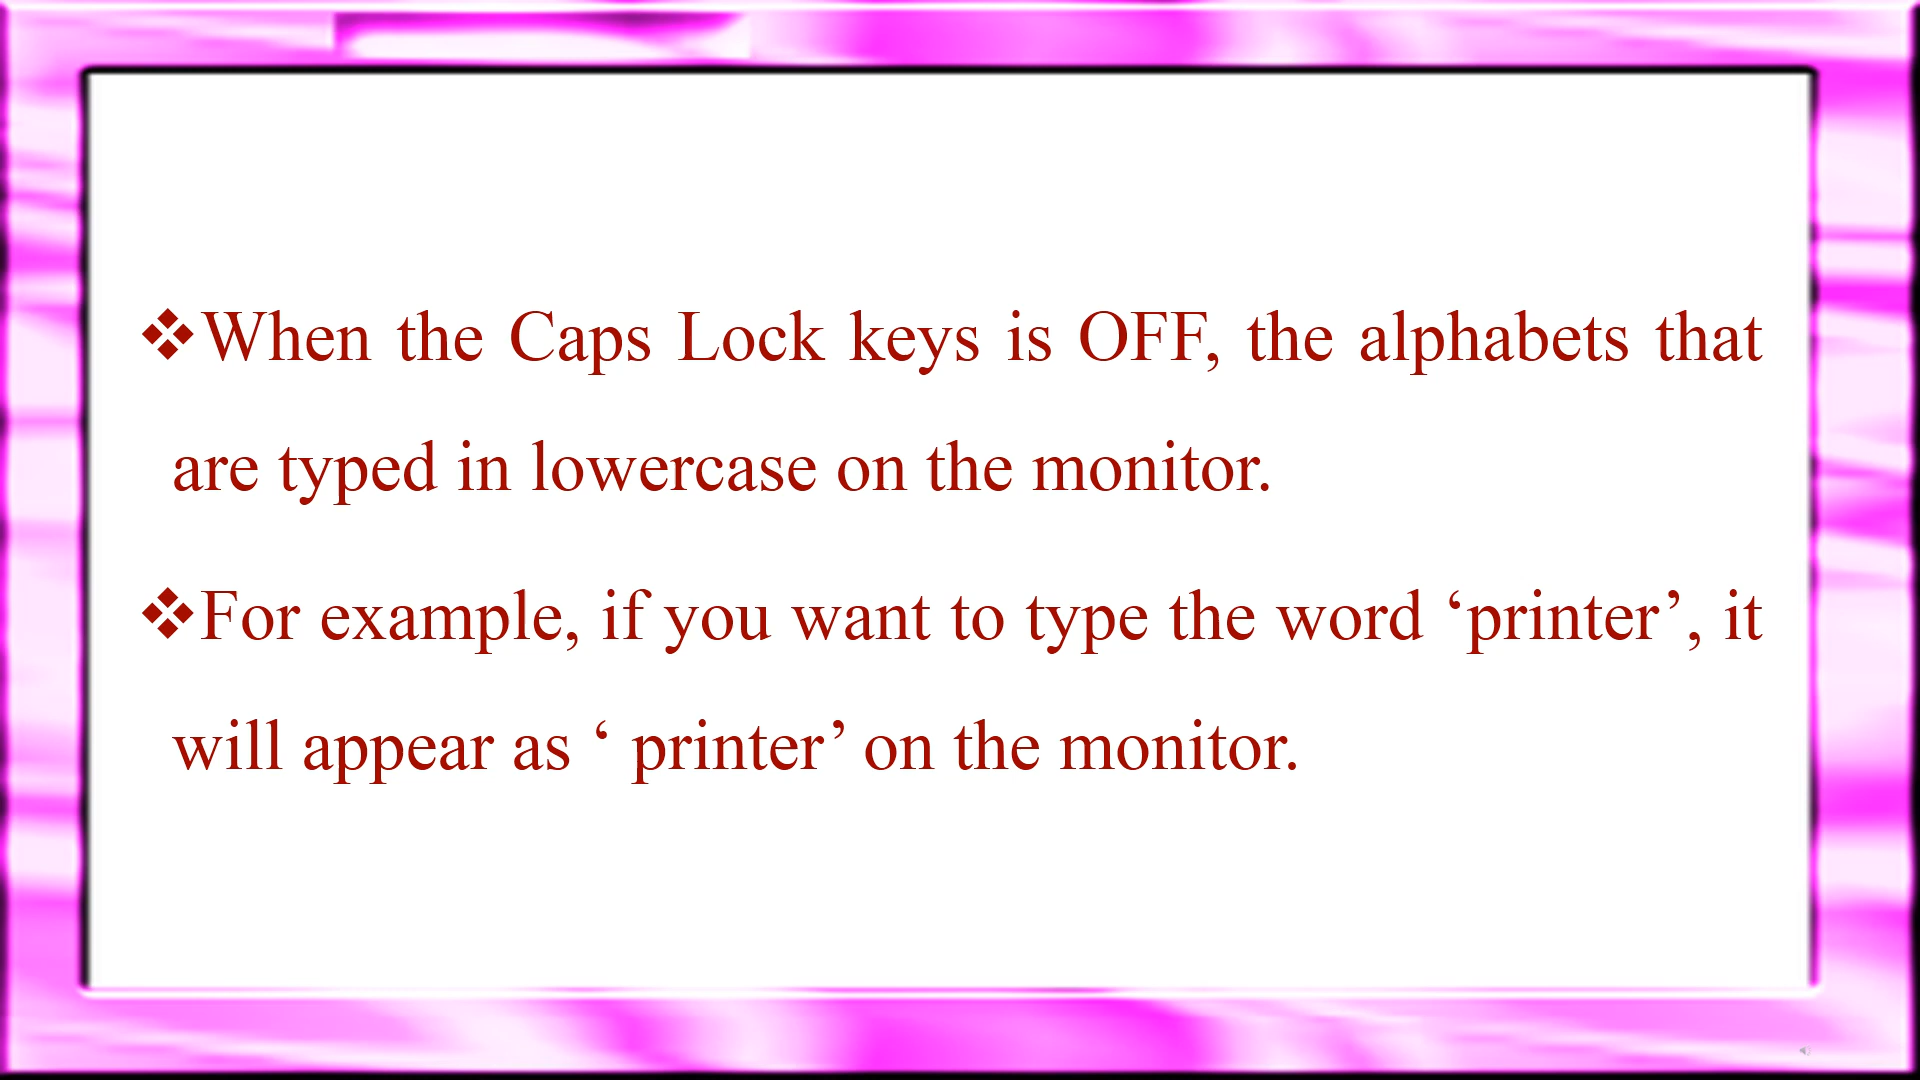 ❖When the Caps Lock keys is OFF, the alphabets that
are typed in lowercase on the monitor.
❖For example, if you want to type the word ‘printer’, it
will appear as ‘ printer’ on the monitor.